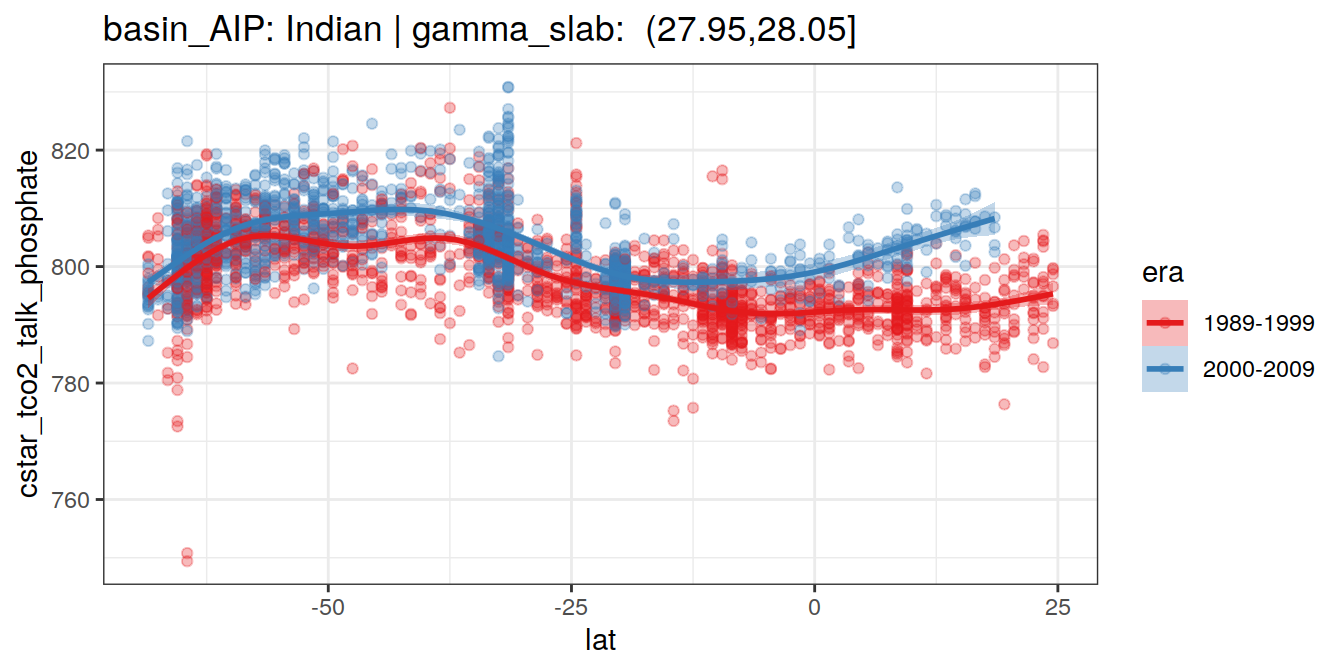 basin_AIP: Indian | gamma_slab:  (27.95,28.05]
cstar_tco2_talk_phosphate
820
800
780
760
-50
-25
0
25
lat
era
1989-1999
2000-2009